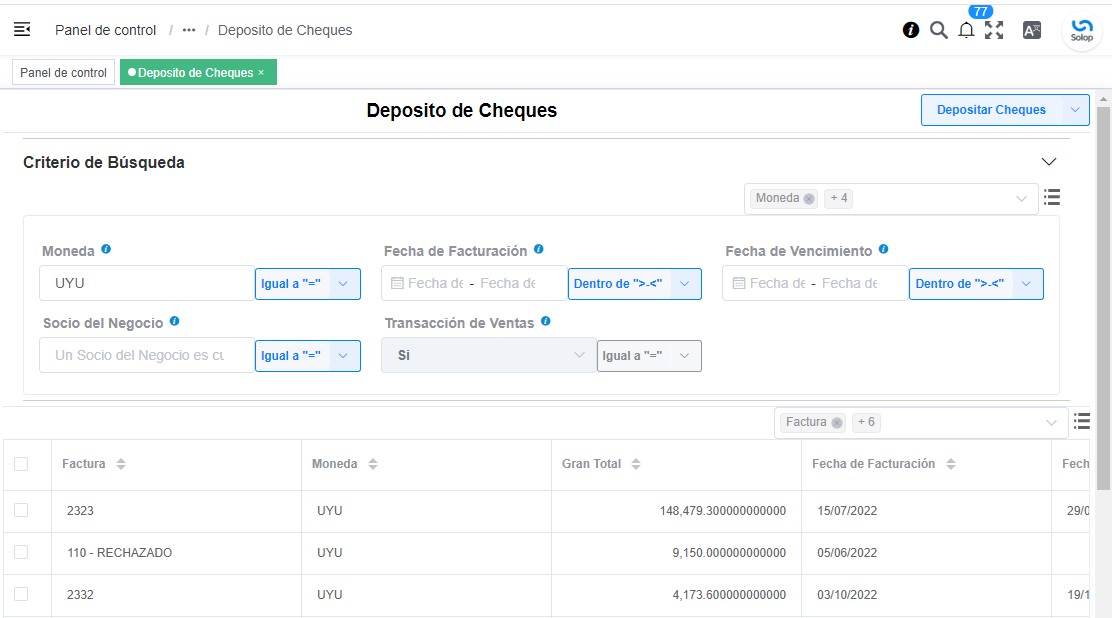 77
Panel de control / ••• / Deposito de Cheques
Solop
Panel de control
Deposito de Cheques ×
Deposito de Cheques
Depositar Cheques
Criterio de Búsqueda
Moneda + 4
Moneda Fecha de Facturación Fecha de Vencimiento
UYU Igual a "=" Fecha de - Fecha de Dentro de ">-<" Fecha de - Fecha de Dentro de ">-<"
Socio del Negocio Transacción de Ventas
Un Socio del Negocio es cu Igual a "=" Si Igual a "="
Factura + 6
Factura Moneda Gran Total Fecha de Facturación Fech
2323 UYU 148,479.300000000000 15/07/2022 29/0
110 - RECHAZADO UYU 9,150.000000000000 05/06/2022
2332 UYU 4,173.600000000000 03/10/2022 19/1